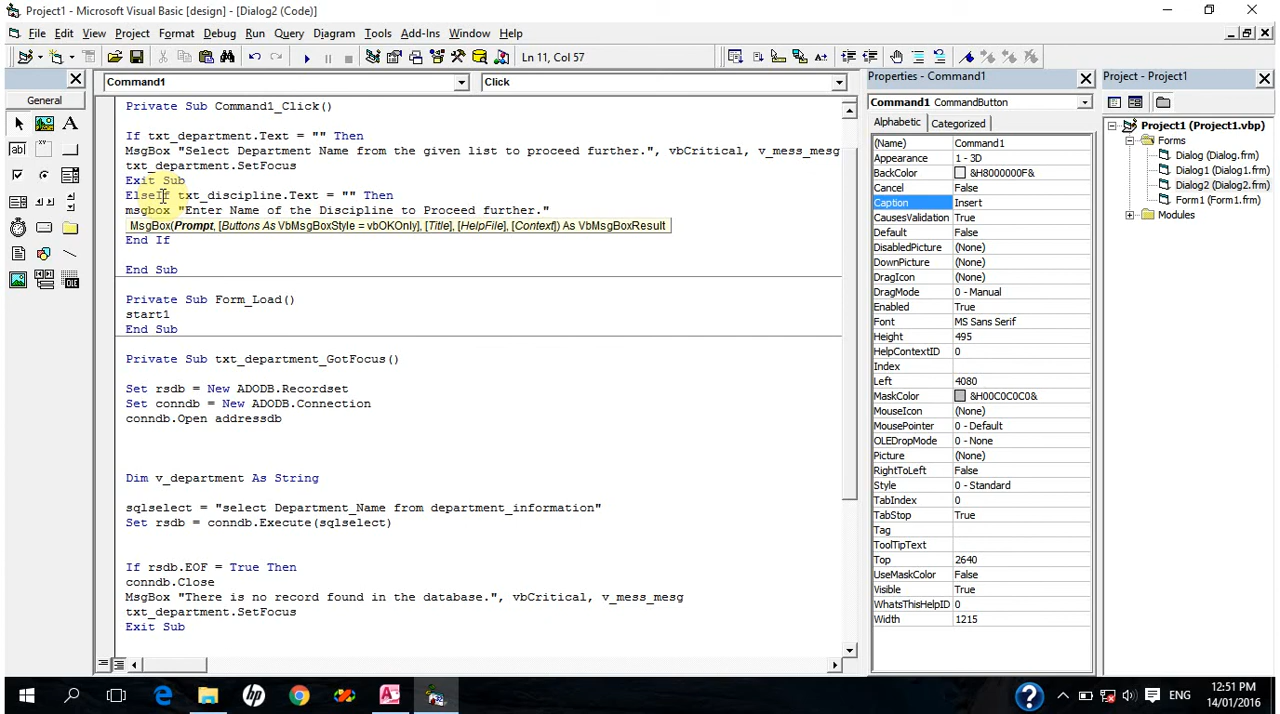 Project1 - Microsoft Visual Basic [design] - [Dialog2 (Code)]
File Edit View Project Format Debug Run Query Diagram Tools Add-Ins Window Help
Ln 11, Col 57
General
Command1
Click
Private Sub Command1_Click()
If txt_department.Text = "" Then
MsgBox "Select Department Name from the given list to proceed further.", vbCritical, v_mess_mesg
txt_department.SetFocus
Exit Sub
ElseIf txt_discipline.Text = "" Then
msgbox "Enter Name of the Discipline to Proceed further."
MsgBox(Prompt, [Buttons As VbMsgBoxStyle = vbOKOnly], [Title], [HelpFile], [Context]) As VbMsgBoxResult
End If
End Sub
Private Sub Form_Load()
start1
End Sub
Private Sub txt_department_GotFocus()
Set rsdb = New ADODB.Recordset
Set conndb = New ADODB.Connection
conndb.Open addressdb
Dim v_department As String
sqlselect = "select Department_Name from department_information"
Set rsdb = conndb.Execute(sqlselect)
If rsdb.EOF = True Then
conndb.Close
MsgBox "There is no record found in the database.", vbCritical, v_mess_mesg
txt_department.SetFocus
Exit Sub
Properties - Command1
Command1 CommandButton
Alphabetic Categorized
(Name) Command1
Appearance 1 - 3D
BackColor &H8000000F&
Cancel False
Caption Insert
CausesValidation True
Default False
DisabledPicture (None)
DownPicture (None)
DragIcon (None)
DragMode 0 - Manual
Enabled True
Font MS Sans Serif
Height 495
HelpContextID 0
Index
Left 4080
MaskColor &H00C0C0C0&
MouseIcon (None)
MousePointer 0 - Default
OLEDropMode 0 - None
Picture (None)
RightToLeft False
Style 0 - Standard
TabIndex 0
TabStop True
Tag
ToolTipText
Top 2640
UseMaskColor False
Visible True
WhatsThisHelpID 0
Width 1215
Project - Project1
Project1 (Project1.vbp)
Forms
Dialog (Dialog.frm)
Dialog1 (Dialog1.frm)
Dialog2 (Dialog2.frm)
Form1 (Form1.frm)
Modules
ENG
12:51 PM
14/01/2016